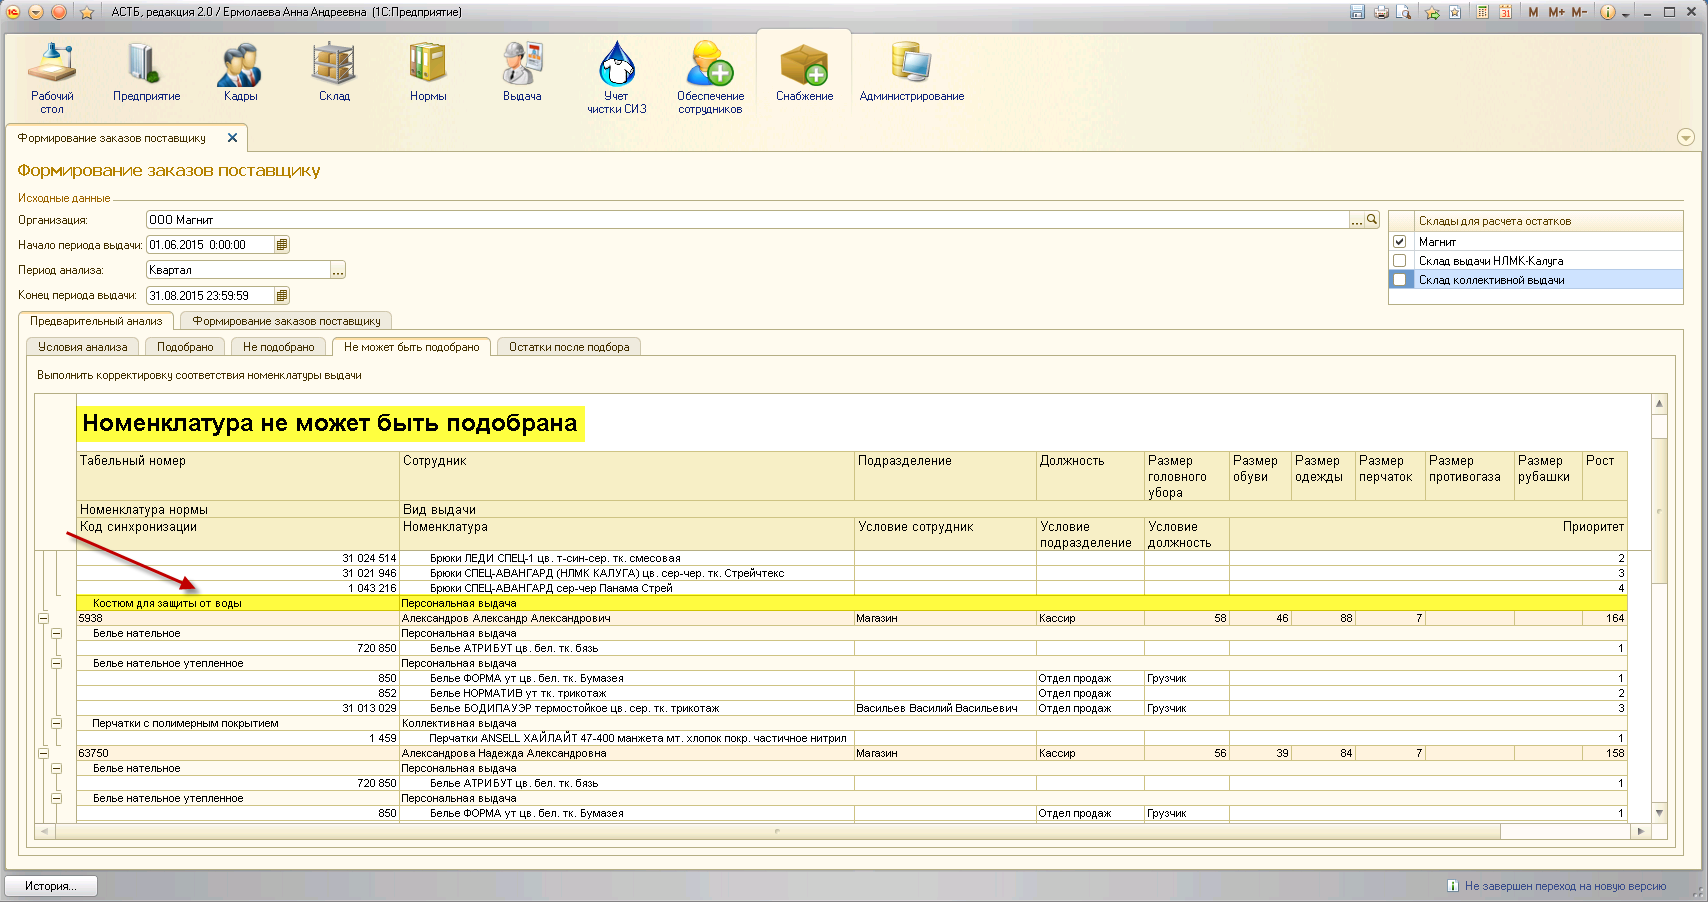 АСТБ, редакция 2.0 / Ермолаева Анна Андреевна (1С:Предприятие)
M M+ M-
Рабочий стол
Предприятие
Кадры
Склад
Нормы
Выдача
Учет чистки СИЗ
Обеспечение сотрудников
Снабжение
Администрирование
Формирование заказов поставщику
Формирование заказов поставщику
Исходные данные
Организация: ООО Магнит
Начало периода выдачи: 01.06.2015 0:00:00
Период анализа: Квартал
Конец периода выдачи: 31.08.2015 23:59:59
Склады для расчета остатков
Магнит
Склад выдачи НЛМК-Калуга
Склад коллективной выдачи
Предварительный анализ Формирование заказов поставщику
Условия анализа Подобрано Не подобрано Не может быть подобрано Остатки после подбора
Выполнить корректировку соответствия номенклатуры выдачи
Номенклатура не может быть подобрана
Табельный номер Сотрудник Подразделение Должность Размер головного убора Размер обуви Размер одежды Размер перчаток Размер противогаза Размер рубашки Рост
Номенклатура нормы Вид выдачи
Код синхронизации Номенклатура Условие сотрудник Условие подразделение Условие должность Приоритет
31 024 514 Брюки ЛЕДИ СПЕЦ-1 цв. т-син-сер. тк. смесовая 2
31 021 946 Брюки СПЕЦ-АВАНГАРД (НЛМК КАЛУГА) цв. сер-чер. тк. Стрейчтекс 3
1 043 216 Брюки СПЕЦ-АВАНГАРД сер-чер Панама Стрей 4
Костюм для защиты от воды Персональная выдача
5938 Александров Александр Александрович Магазин Кассир 58 46 88 7 164
Белье нательное Персональная выдача
720 850 Белье АТРИБУТ цв. бел. тк. бязь 1
Белье нательное утепленное Персональная выдача
850 Белье ФОРМА ут цв. бел. тк. Бумазея Отдел продаж Грузчик 1
852 Белье НОРМАТИВ ут тк. трикотаж Отдел продаж 2
31 013 029 Белье БОДИПАУЭР термостойкое цв. сер. тк. трикотаж Васильев Василий Васильевич Отдел продаж Грузчик 3
Перчатки с полимерным покрытием Коллективная выдача
1 459 Перчатки ANSELL ХАЙЛАЙТ 47-400 манжета мт. хлопок покр. частичное нитрил 1
63750 Александрова Надежда Александровна Магазин Кассир 56 39 84 7 158
Белье нательное Персональная выдача
720 850 Белье АТРИБУТ цв. бел. тк. бязь 1
Белье нательное утепленное Персональная выдача
850 Белье ФОРМА ут цв. бел. тк. Бумазея Отдел продаж Грузчик 1
История...
Не завершен переход на новую версию